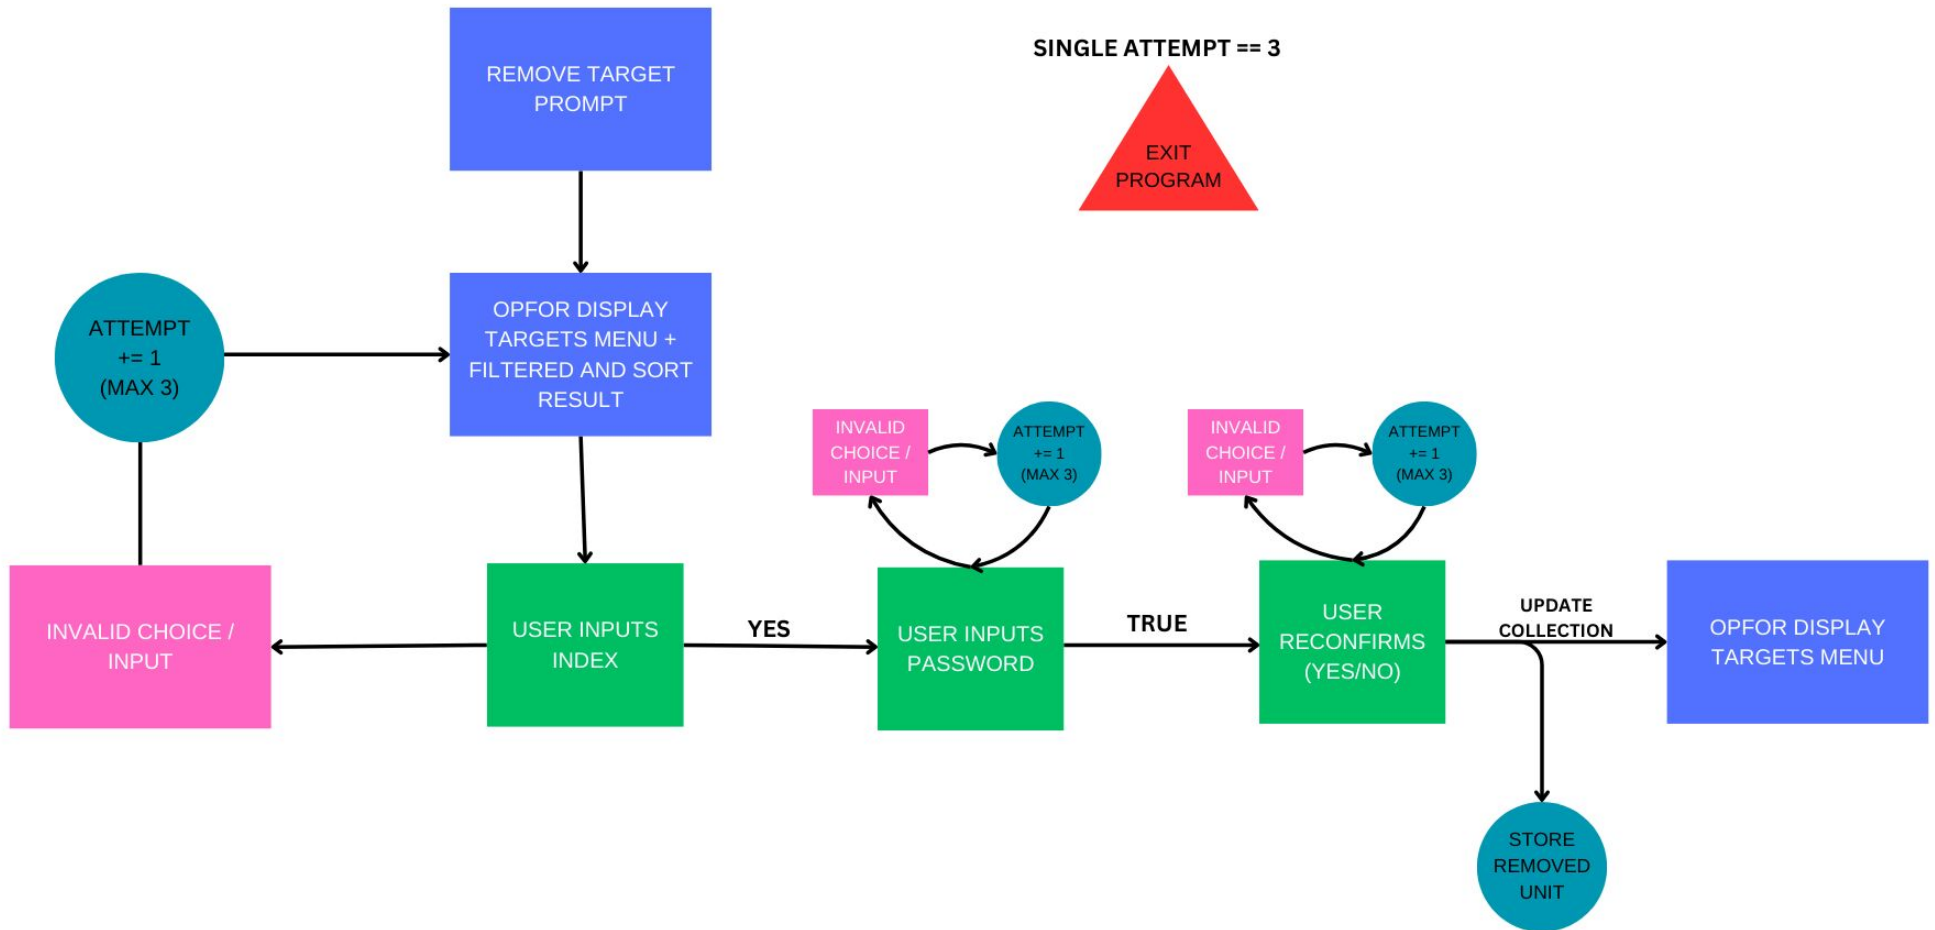 REMOVE TARGET
PROMPT
SINGLE ATTEMPT == 3
EXIT
PROGRAM
ATTEMPT
+= 1
(MAX 3)
OPFOR DISPLAY
TARGETS MENU +
FILTERED AND SORT
RESULT
INVALID
CHOICE /
INPUT
ATTEMPT
+= 1
(MAX 3)
INVALID
CHOICE /
INPUT
ATTEMPT
+= 1
(MAX 3)
INVALID CHOICE /
INPUT
USER INPUTS
INDEX
YES
USER INPUTS
PASSWORD
TRUE
USER
RECONFIRMS
(YES/NO)
UPDATE
COLLECTION
OPFOR DISPLAY
TARGETS MENU
STORE
REMOVED
UNIT